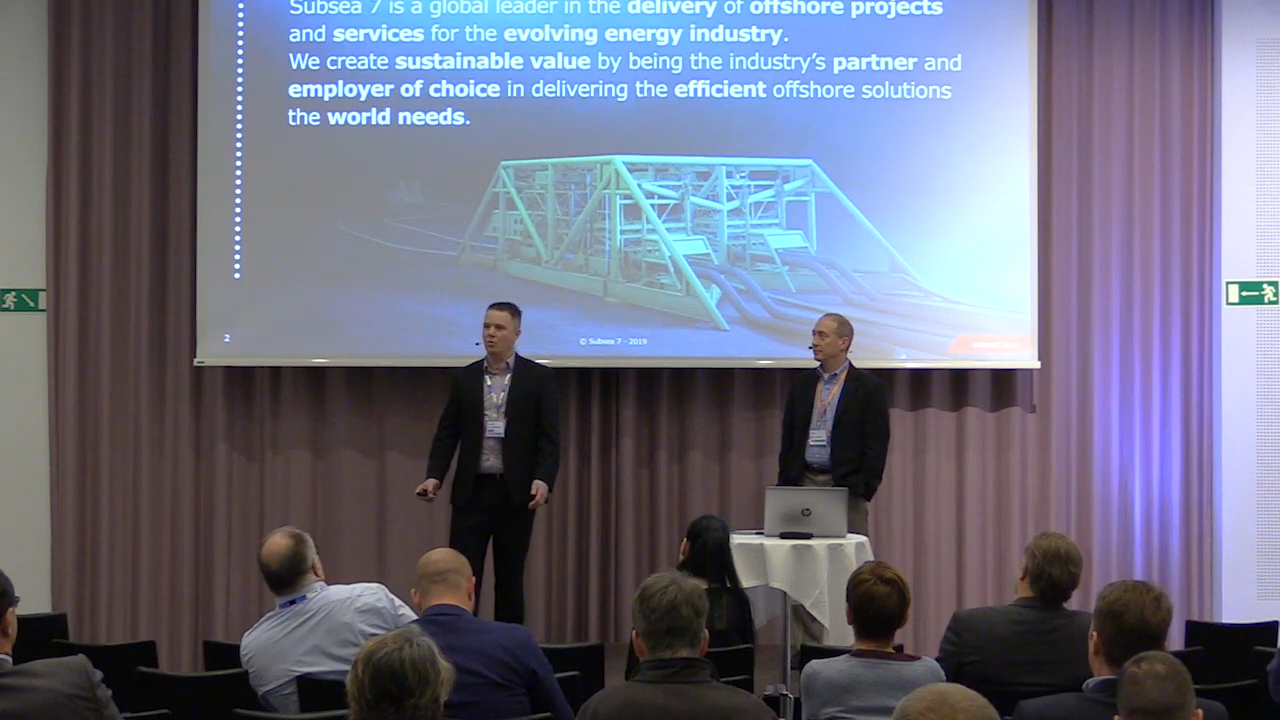 Subsea 7 is a global leader in the delivery of offshore projects
and services for the evolving energy industry.
We create sustainable value by being the industry's partner and
employer of choice in delivering the efficient offshore solutions
the world needs.
2
© Subsea 7 - 2019
hp